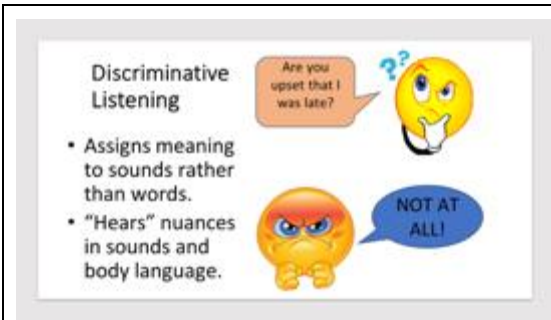 Discriminative
Listening
• Assigns meaning
to sounds rather
than words.
• “Hears” nuances
in sounds and
body language.
Are you
upset that I
was late?
??
NOT AT
ALL!